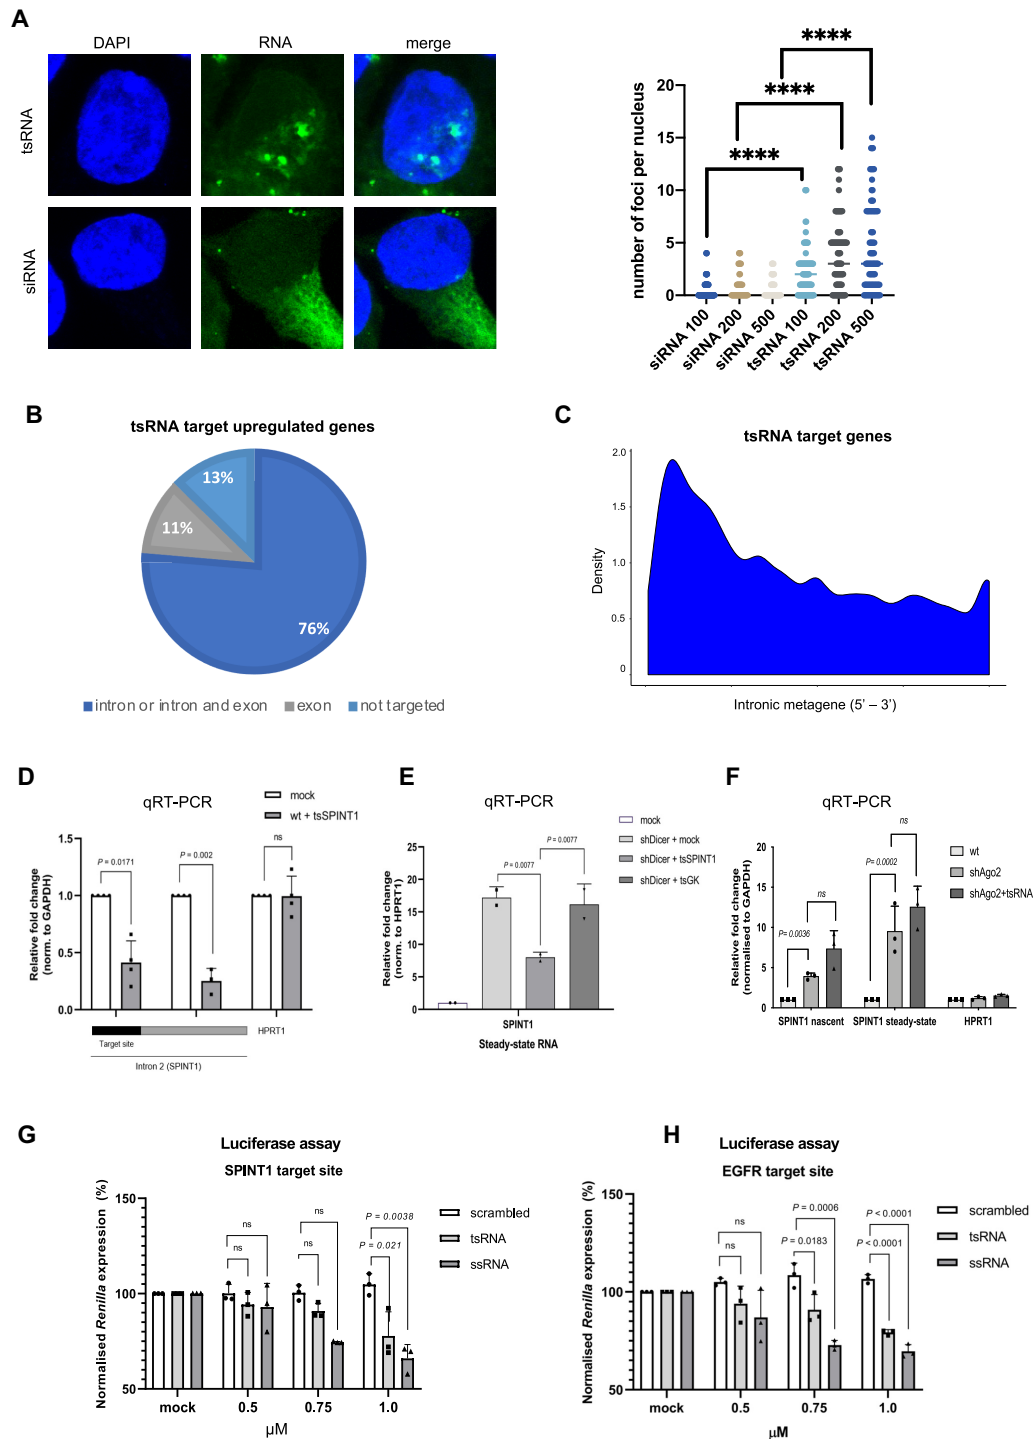 A
DAPI
RNA
merge
tsRNA
siRNA
number of foci per nucleus
20
15
10
5
0
****
****
****
siRNA 100
siRNA 200
siRNA 500
tsRNA 100
tsRNA 200
tsRNA 500
B
tsRNA target upregulated genes
13%
11%
76%
intron or intron and exon
exon
not targeted
C
tsRNA target genes
Density
2.0
1.5
1.0
0.5
0
Intronic metagene (5' – 3')
D
qRT-PCR
mock
wt + tsSPINT1
Relative fold change
(norm. to GAPDH)
1.5
1.0
0.5
0.0
P = 0.0171
P = 0.002
ns
Target site
HPRT1
Intron 2 (SPINT1)
E
qRT-PCR
mock
shDicer + mock
shDicer + tsSPINT1
shDicer + tsGK
Relative fold change
(norm. to HPRT1)
25
20
15
10
5
0
P = 0.0077
P = 0.0077
SPINT1
Steady-state RNA
F
qRT-PCR
wt
shAgo2
shAgo2+tsRNA
Relative fold change
(normalised to GAPDH)
20
15
10
5
0
P= 0.0036
ns
P= 0.0002
ns
SPINT1 nascent
SPINT1 steady-state
HPRT1
G
Luciferase assay
SPINT1 target site
Normalised Renilla expression (%)
150
100
50
ns
ns
ns
ns
P = 0.0038
P = 0.021
scrambled
tsRNA
ssRNA
mock
0.5
0.75
1.0
µM
H
Luciferase assay
EGFR target site
Normalised Renilla expression (%)
150
100
50
ns
ns
P = 0.0006
P = 0.0183
P < 0.0001
P < 0.0001
scrambled
tsRNA
ssRNA
mock
0.5
0.75
1.0
µM